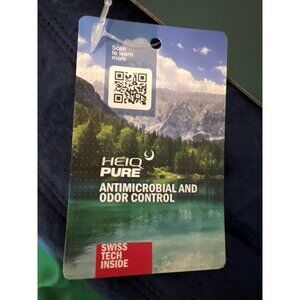 Scan
to learn
more
HEIQ
PURE
ANTIMICROBIAL AND
ODOR CONTROL
SWISS
TECH
INSIDE